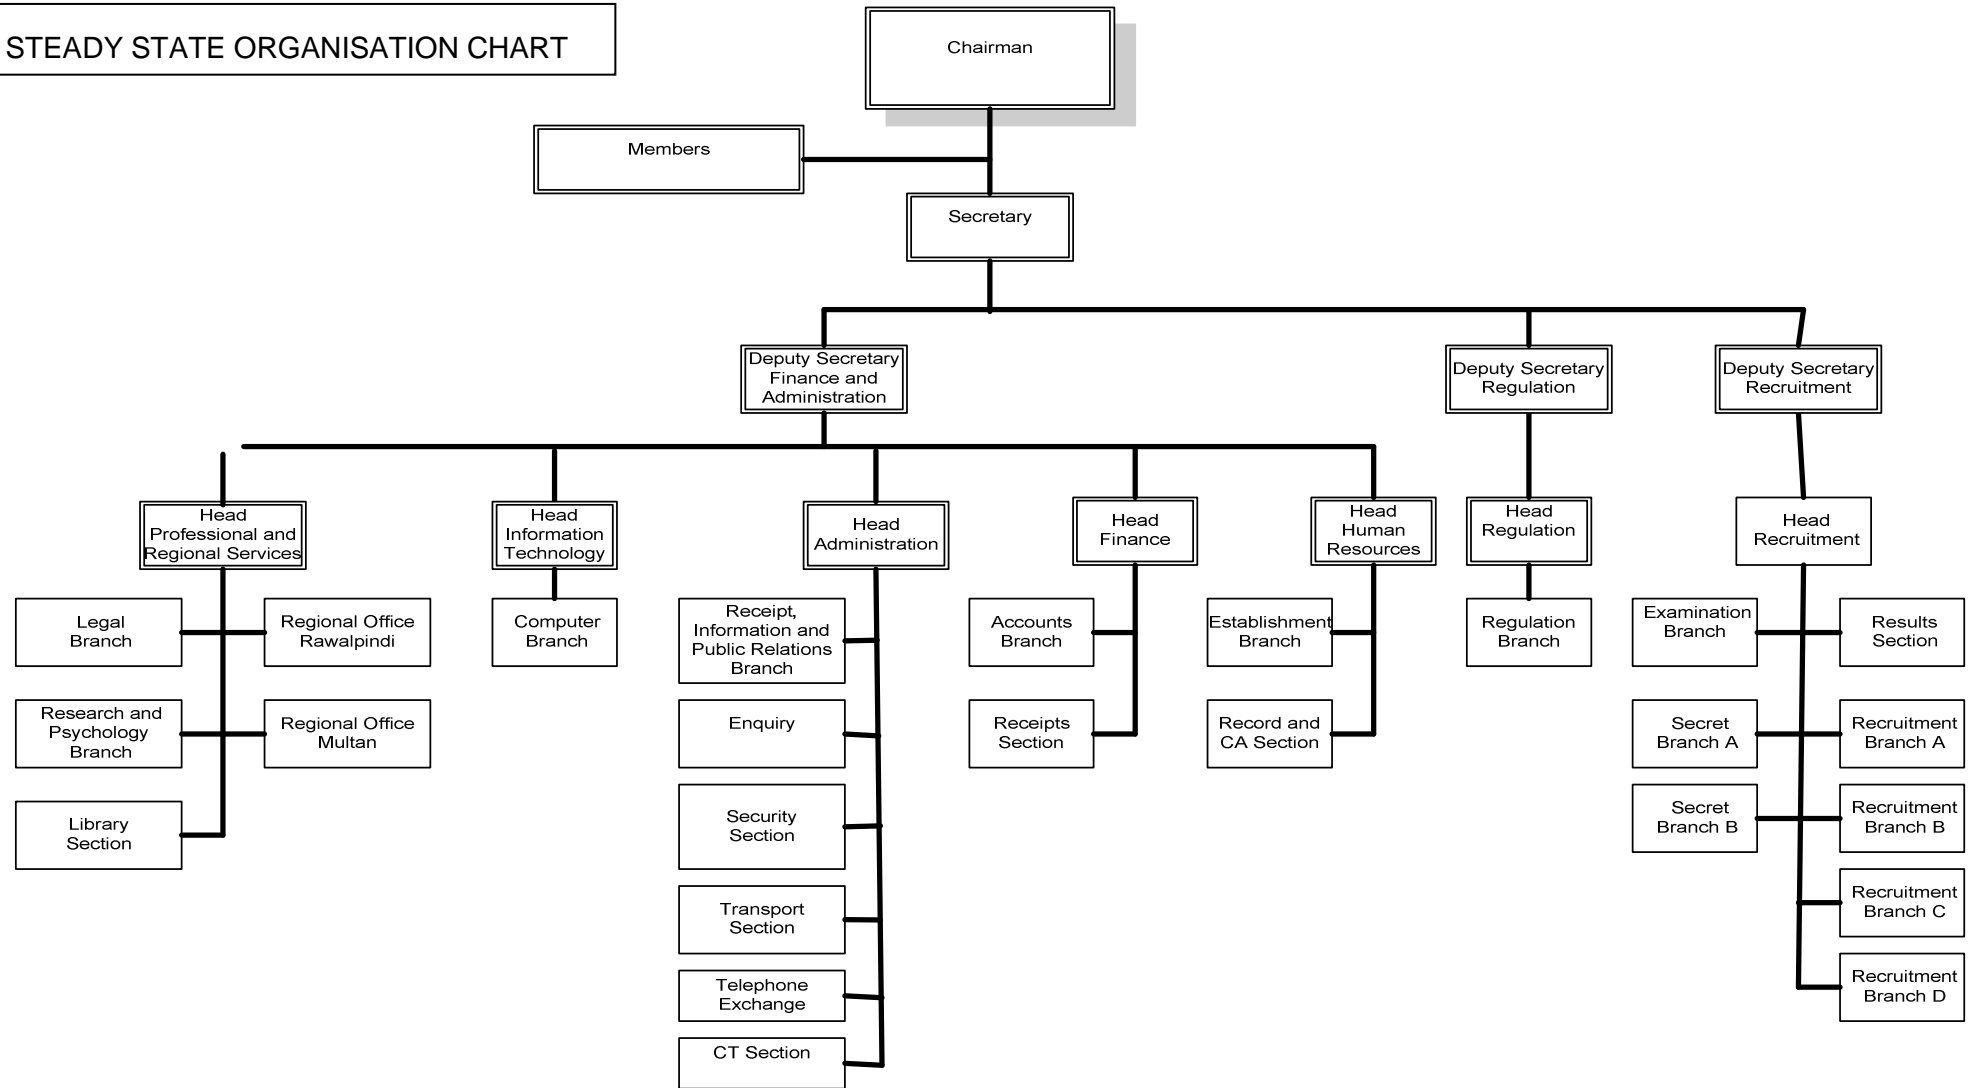 STEADY STATE ORGANISATION CHART
Chairman
Members
Secretary
Deputy Secretary
Finance and
Administration
Deputy Secretary
Regulation
Deputy Secretary
Recruitment
Head
Professional and
Regional Services
Head
Information
Technology
Head
Administration
Head
Finance
Head
Human
Resources
Head
Regulation
Head
Recruitment
Legal
Branch
Regional Office
Rawalpindi
Computer
Branch
Receipt,
Information and
Public Relations
Branch
Accounts
Branch
Establishment
Branch
Regulation
Branch
Examination
Branch
Results
Section
Research and
Psychology
Branch
Regional Office
Multan
Enquiry
Receipts
Section
Record and
CA Section
Secret
Branch A
Recruitment
Branch A
Library
Section
Security
Section
Secret
Branch B
Recruitment
Branch B
Transport
Section
Recruitment
Branch C
Telephone
Exchange
Recruitment
Branch D
CT Section